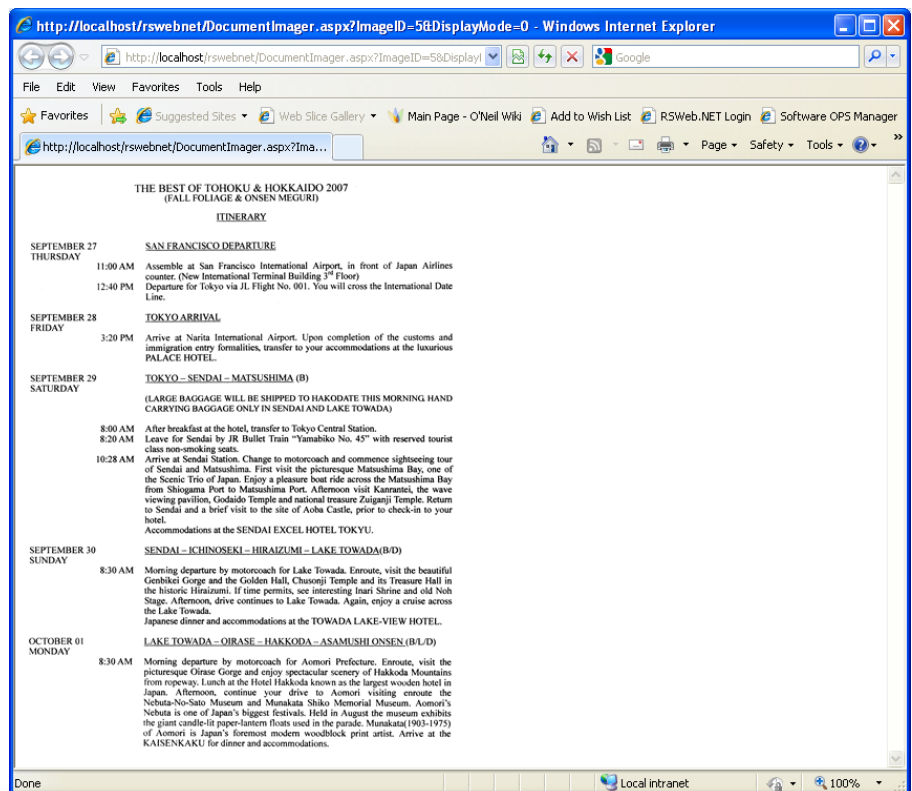 http://localhost/rswebnet/DocumentImager.aspx?ImageID=5&DisplayMode=0 - Windows Internet Explorer
http://localhost/rswebnet/DocumentImager.aspx?ImageID=5&Displayl
Google
File Edit View Favorites Tools Help
Favorites Suggested Sites Web Slice Gallery Main Page - O'Neil Wiki Add to Wish List RSWeb.NET Login Software OPS Manager
http://localhost/rswebnet/DocumentImager.aspx?Ima... Page Safety Tools
THE BEST OF TOHOKU & HOKKAIDO 2007
(FALL FOLIAGE & ONSEN MEGURI)
ITINERARY
SEPTEMBER 27 SAN FRANCISCO DEPARTURE
THURSDAY
11:00 AM Assemble at San Francisco International Airport, in front of Japan Airlines
counter. (New International Terminal Building 3rd Floor)
12:40 PM Departure for Tokyo via JL Flight No. 001. You will cross the International Date
Line.
SEPTEMBER 28 TOKYO ARRIVAL
FRIDAY
3:20 PM Arrive at Narita International Airport. Upon completion of the customs and
immigration entry formalities, transfer to your accommodations at the luxurious
PALACE HOTEL.
SEPTEMBER 29 TOKYO – SENDAI – MATSUSHIMA (B)
SATURDAY
(LARGE BAGGAGE WILL BE SHIPPED TO HAKODATE THIS MORNING. HAND
CARRYING BAGGAGE ONLY IN SENDAI AND LAKE TOWADA)
8:00 AM After breakfast at the hotel, transfer to Tokyo Central Station.
8:20 AM Leave for Sendai by JR Bullet Train "Yamabiko No. 45" with reserved tourist
class non-smoking seats.
10:28 AM Arrive at Sendai Station. Change to motorcoach and commence sightseeing tour
of Sendai and Matsushima. First visit the picturesque Matsushima Bay, one of
the Scenic Trio of Japan. Enjoy a pleasure boat ride across the Matsushima Bay
from Shiogama Port to Matsushima Port. Afternoon visit Kanrantei, the wave
viewing pavilion, Godaido Temple and national treasure Zuiganji Temple. Return
to Sendai and a brief visit to the site of Aoba Castle, prior to check-in to your
hotel.
Accommodations at the SENDAI EXCEL HOTEL TOKYU.
SEPTEMBER 30 SENDAI – ICHINOSEKI – HIRAIZUMI – LAKE TOWADA(B/D)
SUNDAY
8:30 AM Morning departure by motorcoach for Lake Towada. Enroute, visit the beautiful
Genbikei Gorge and the Golden Hall, Chusonji Temple and its Treasure Hall in
the historic Hiraizumi. If time permits, see interesting Inari Shrine and old Noh
Stage. Afternoon, drive continues to Lake Towada. Again, enjoy a cruise across
the Lake Towada.
Japanese dinner and accommodations at the TOWADA LAKE-VIEW HOTEL.
OCTOBER 01 LAKE TOWADA – OIRASE – HAKKODA – ASAMUSHI ONSEN (B/L/D)
MONDAY
8:30 AM Morning departure by motorcoach for Aomori Prefecture. Enroute, visit the
picturesque Oirase Gorge and enjoy spectacular scenery of Hakkoda Mountains
from ropeway. Lunch at the Hotel Hakkoda known as the largest wooden hotel in
Japan. Afternoon, continue your drive to Aomori visiting enroute the
Nebuta-No-Sato Museum and Munakata Shiko Memorial Museum. Aomori's
Nebuta is one of Japan's biggest festivals. Held in August the museum exhibits
the giant candle-lit paper-lantern floats used in the parade. Munakata(1903-1975)
of Aomori is Japan's foremost modern woodblock print artist. Arrive at the
KAISENKAKU for dinner and accommodations.
Done Local intranet 100%